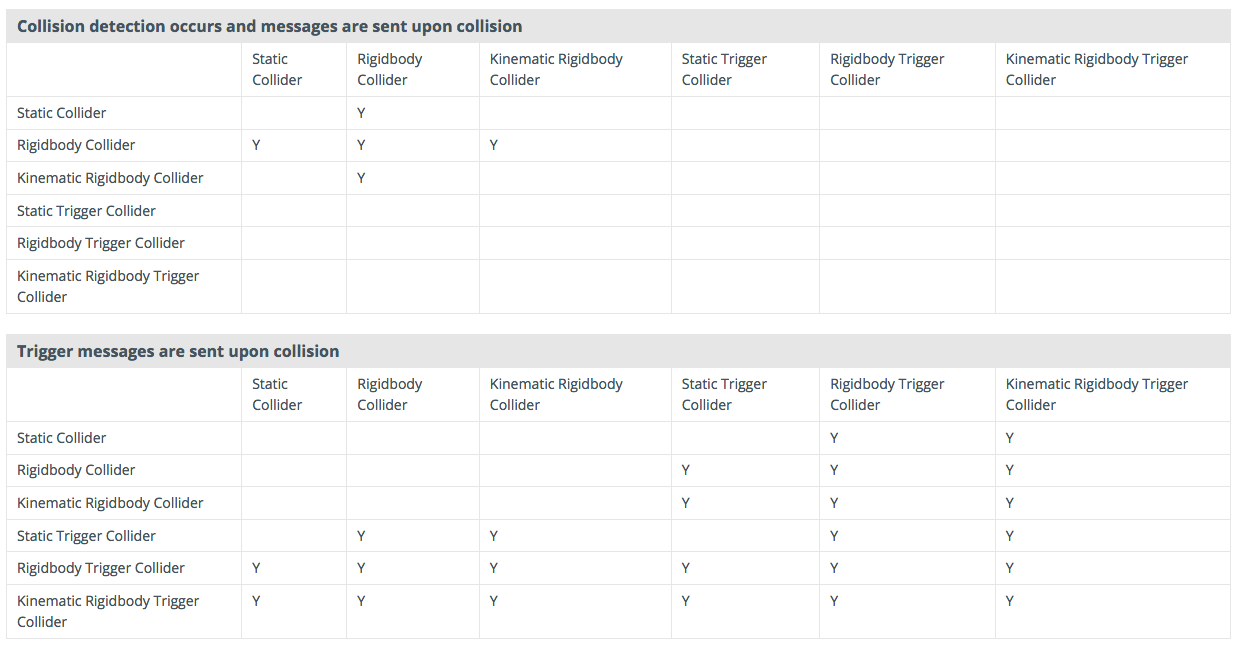 Collision detection occurs and messages are sent upon collision
Static Rigidbody Kinematic Rigidbody Static Trigger Rigidbody Trigger Kinematic Rigidbody Trigger
Collider Collider Collider Collider Collider Collider
Static Collider Y
Rigidbody Collider Y Y Y
Kinematic Rigidbody Collider Y
Static Trigger Collider
Rigidbody Trigger Collider
Kinematic Rigidbody Trigger
Collider
Trigger messages are sent upon collision
Static Rigidbody Kinematic Rigidbody Static Trigger Rigidbody Trigger Kinematic Rigidbody Trigger
Collider Collider Collider Collider Collider Collider
Static Collider Y Y
Rigidbody Collider Y Y Y
Kinematic Rigidbody Collider Y Y Y
Static Trigger Collider Y Y Y Y
Rigidbody Trigger Collider Y Y Y Y Y Y
Kinematic Rigidbody Trigger Y Y Y Y Y Y
Collider